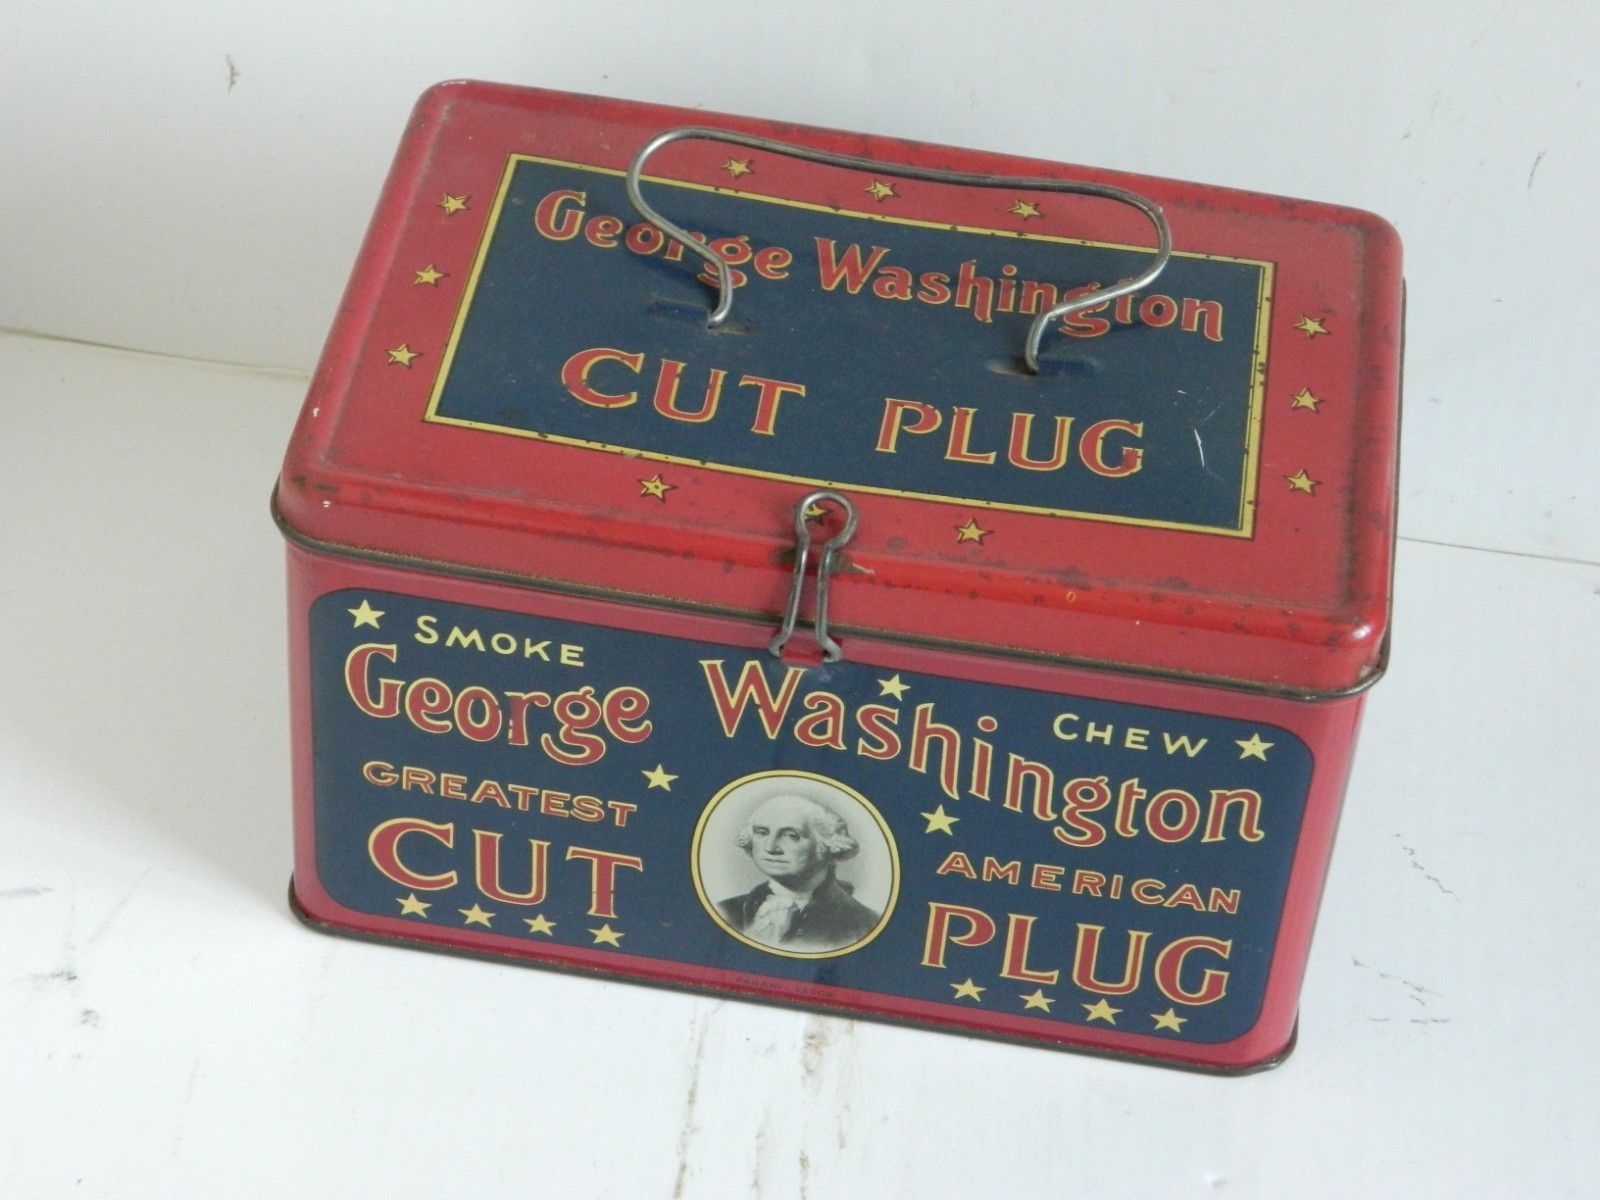 George Washington
CUT PLUG
SMOKE
CHEW
George Washington
GREATEST
AMERICAN
CUT PLUG